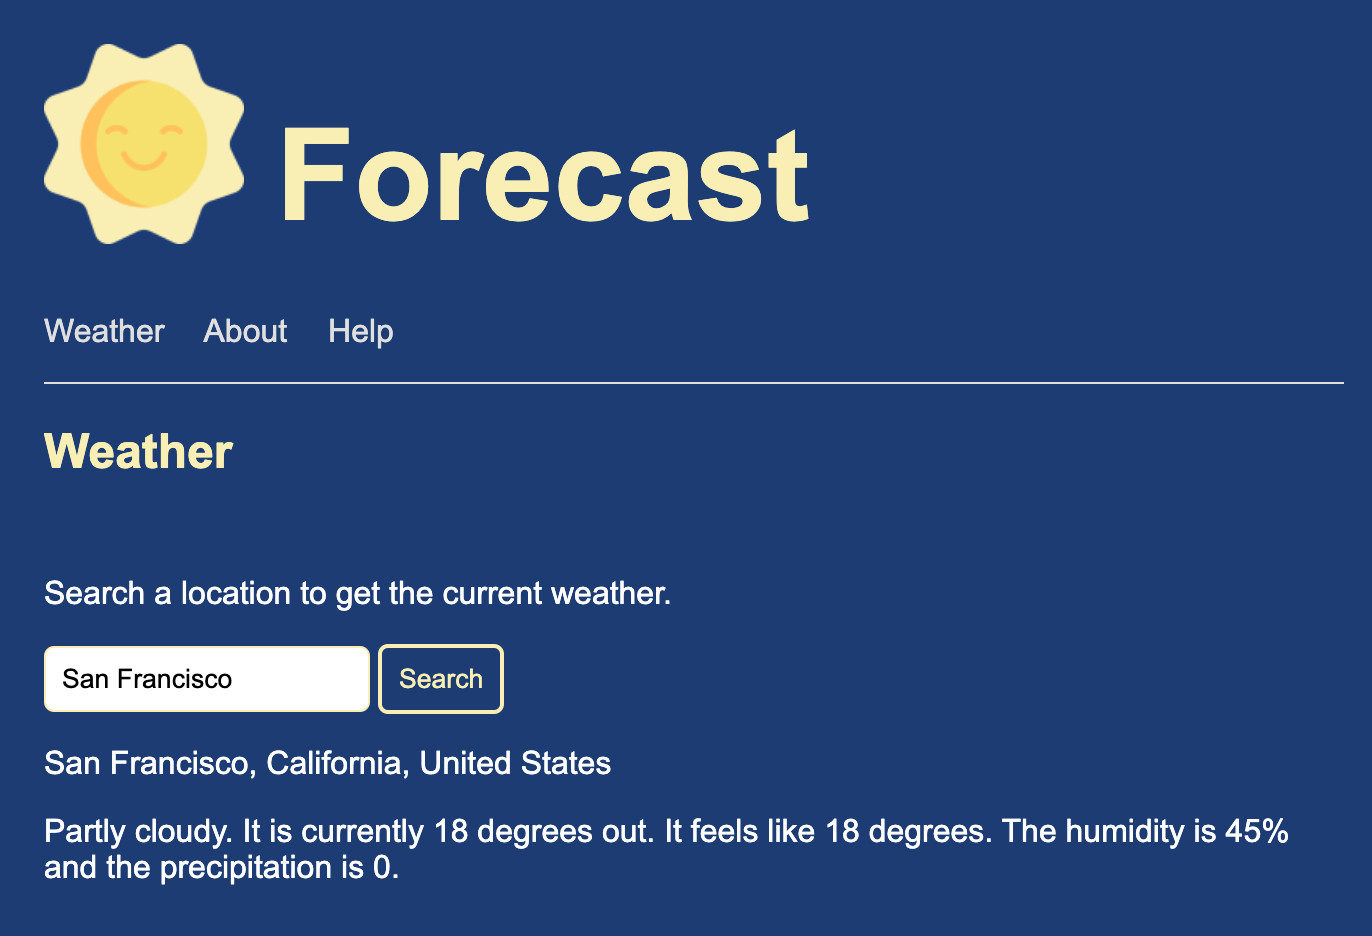 Forecast
Weather About Help
Weather
Search a location to get the current weather.
San Francisco Search
San Francisco, California, United States
Partly cloudy. It is currently 18 degrees out. It feels like 18 degrees. The humidity is 45%
and the precipitation is 0.